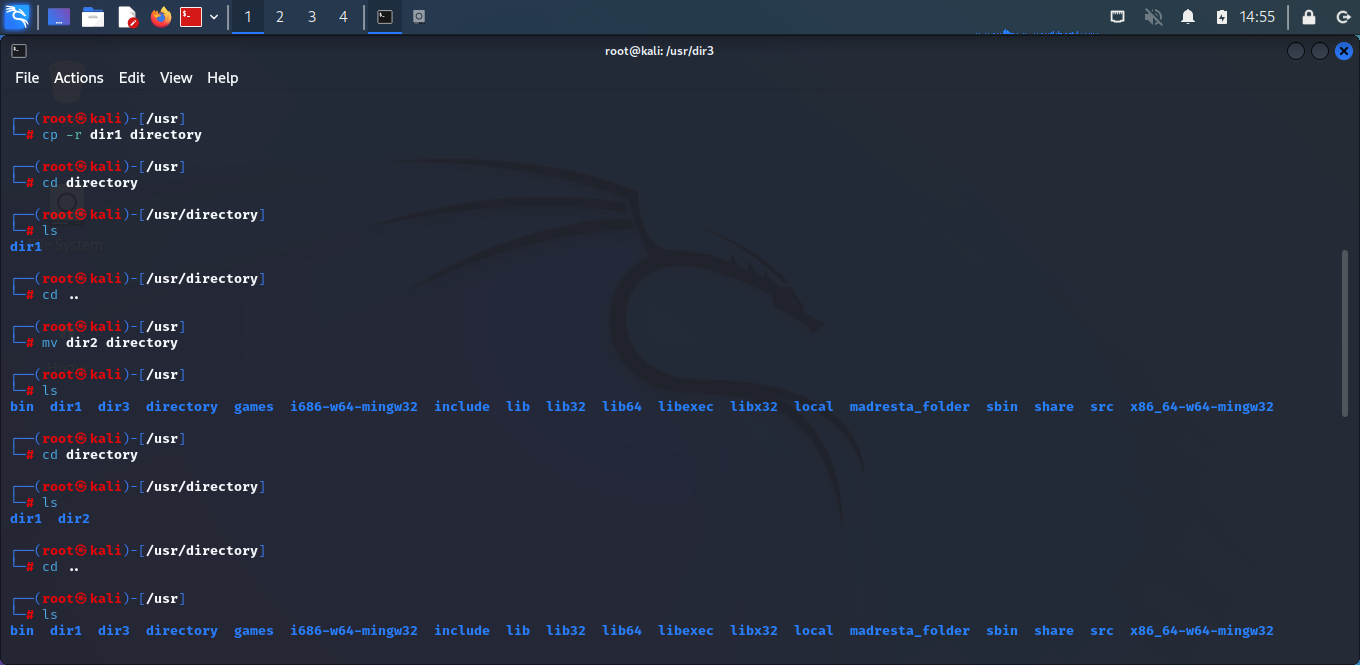 1 2 3 4 14:55
root@kali: /usr/dir3
File Actions Edit View Help
┌──(root㉿kali)-[/usr]
└─# cp -r dir1 directory
┌──(root㉿kali)-[/usr]
└─# cd directory
┌──(root㉿kali)-[/usr/directory]
└─# ls
dir1
┌──(root㉿kali)-[/usr/directory]
└─# cd ..
┌──(root㉿kali)-[/usr]
└─# mv dir2 directory
┌──(root㉿kali)-[/usr]
└─# ls
bin dir1 dir3 directory games i686-w64-mingw32 include lib lib32 lib64 libexec libx32 local madresta_folder sbin share src x86_64-w64-mingw32
┌──(root㉿kali)-[/usr]
└─# cd directory
┌──(root㉿kali)-[/usr/directory]
└─# ls
dir1 dir2
┌──(root㉿kali)-[/usr/directory]
└─# cd ..
┌──(root㉿kali)-[/usr]
└─# ls
bin dir1 dir3 directory games i686-w64-mingw32 include lib lib32 lib64 libexec libx32 local madresta_folder sbin share src x86_64-w64-mingw32